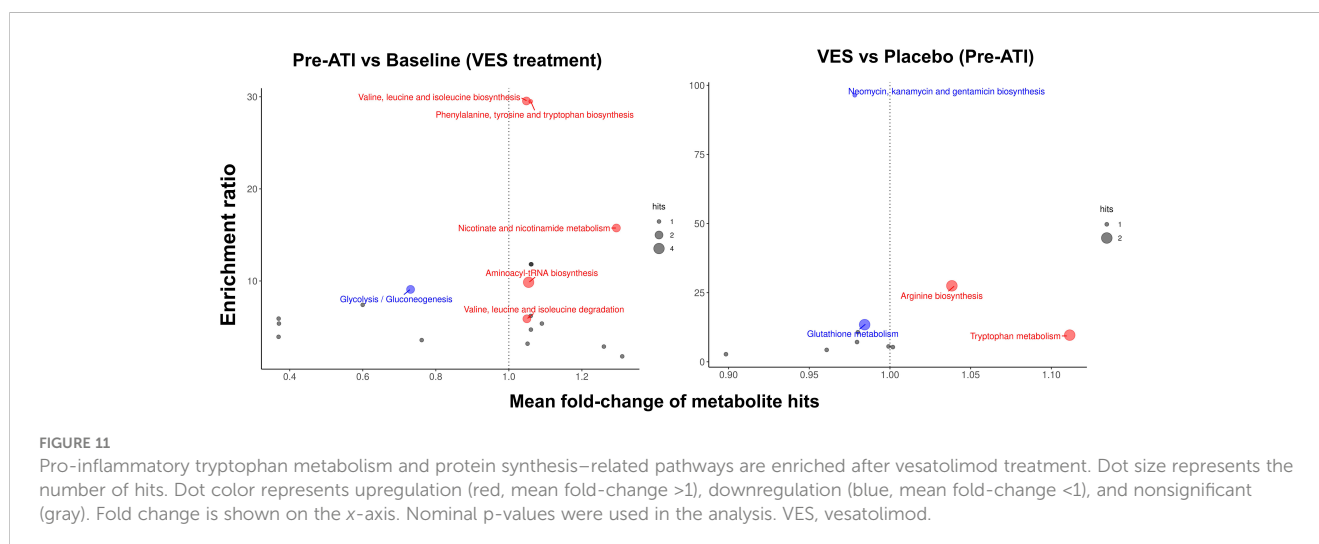 Pre-ATI vs Baseline (VES treatment)
Enrichment ratio
30
20
10
Valine, leucine and isoleucine biosynthesis
Phenylalanine, tyrosine and tryptophan biosynthesis
Nicotinate and nicotinamide metabolism
Aminoacyl-tRNA biosynthesis
Glycolysis / Gluconeogenesis
Valine, leucine and isoleucine degradation
0.4 0.6 0.8 1.0 1.2
hits
1
2
4
VES vs Placebo (Pre-ATI)
100
75
50
25
0
Neomycin, kanamycin and gentamicin biosynthesis
Arginine biosynthesis
Glutathione metabolism
Tryptophan metabolism
0.90 0.95 1.00 1.05 1.10
hits
1
2
Mean fold-change of metabolite hits
FIGURE 11
Pro-inflammatory tryptophan metabolism and protein synthesis–related pathways are enriched after vesatolimod treatment. Dot size represents the
number of hits. Dot color represents upregulation (red, mean fold-change >1), downregulation (blue, mean fold-change <1), and nonsignificant
(gray). Fold change is shown on the x-axis. Nominal p-values were used in the analysis. VES, vesatolimod.